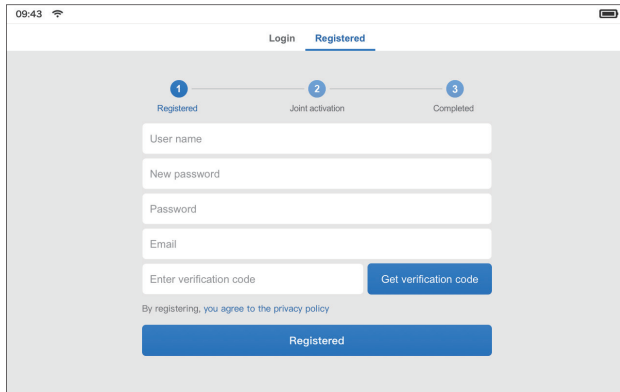 09:43
Login Registered
1 2 3
Registered Joint activation Completed
User name
New password
Password
Email
Enter verification code Get verification code
By registering, you agree to the privacy policy
Registered